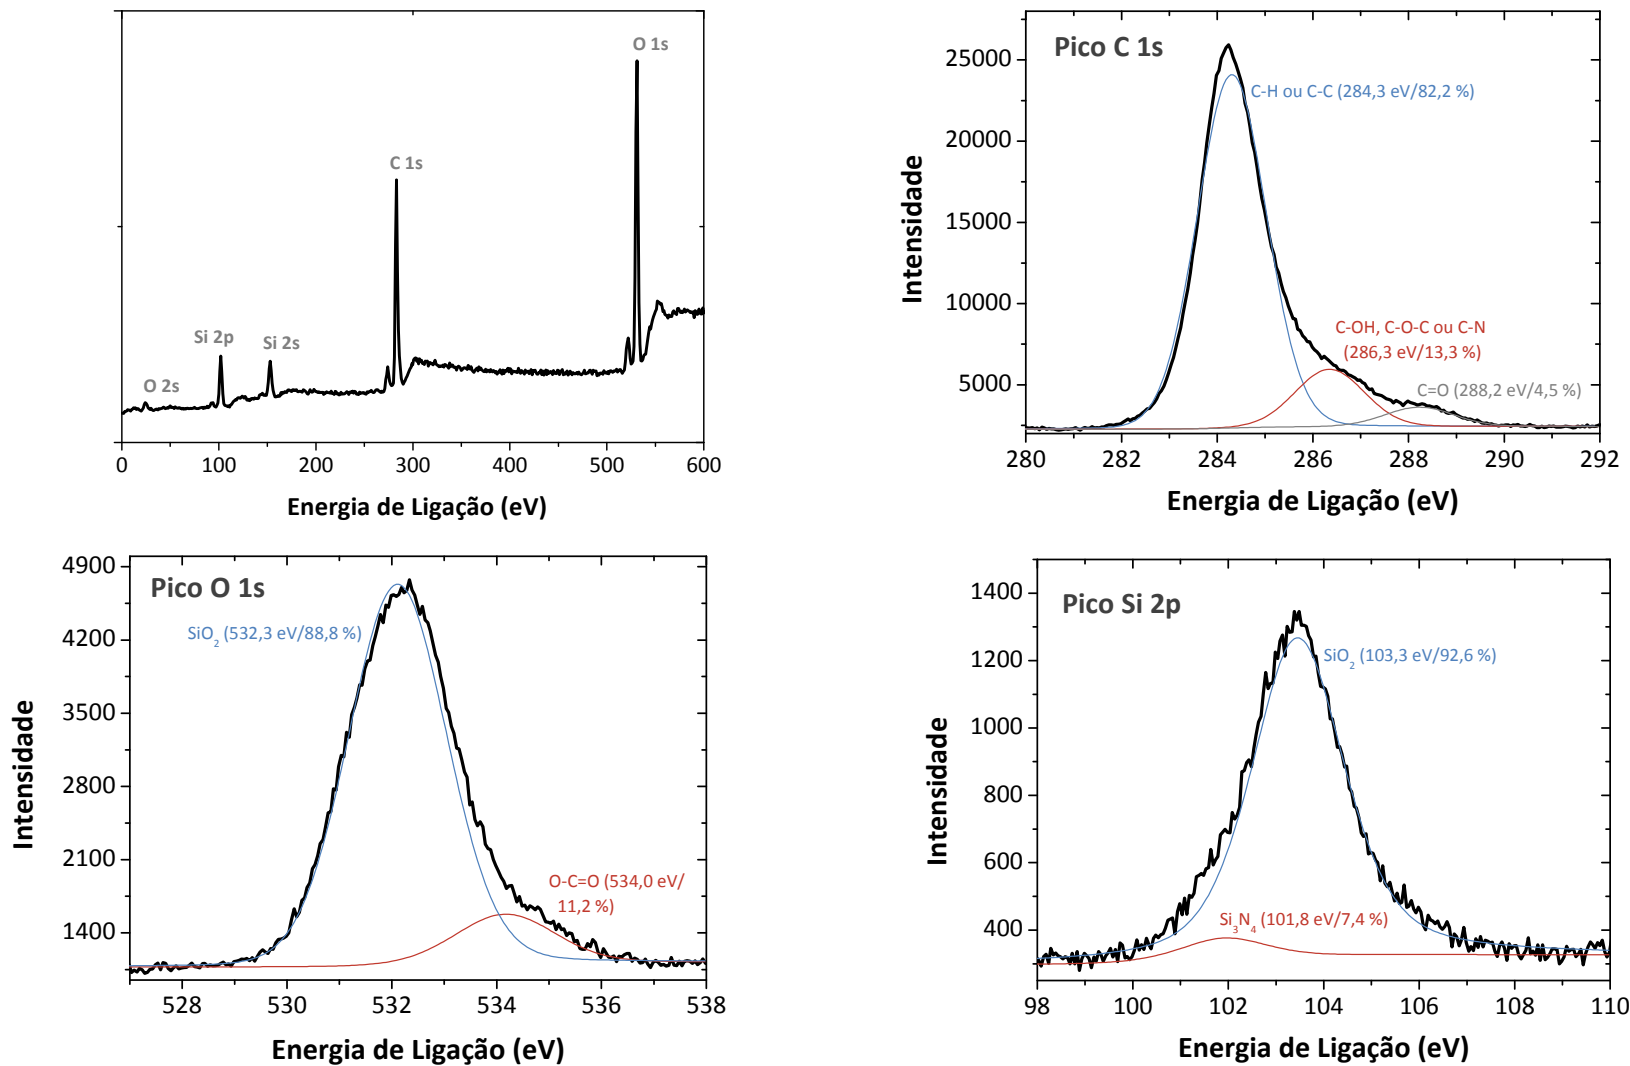 O 1s
C 1s
Si 2p
Si 2s
O 2s
0
100
200
300
400
500
600
Energia de Ligação (eV)
Pico C 1s
25000
20000
15000
10000
5000
Intensidade
C-H ou C-C (284,3 eV/82,2 %)
C-OH, C-O-C ou C-N
(286,3 eV/13,3 %)
C=O (288,2 eV/4,5 %)
280
282
284
286
288
290
292
Energia de Ligação (eV)
Pico O 1s
4900
4200
3500
2800
2100
1400
Intensidade
SiO2 (532,3 eV/88,8 %)
O-C=O (534,0 eV/
11,2 %)
528
530
532
534
536
538
Energia de Ligação (eV)
Pico Si 2p
1400
1200
1000
800
600
400
Intensidade
SiO2 (103,3 eV/92,6 %)
Si3N4 (101,8 eV/7,4 %)
98
100
102
104
106
108
110
Energia de Ligação (eV)